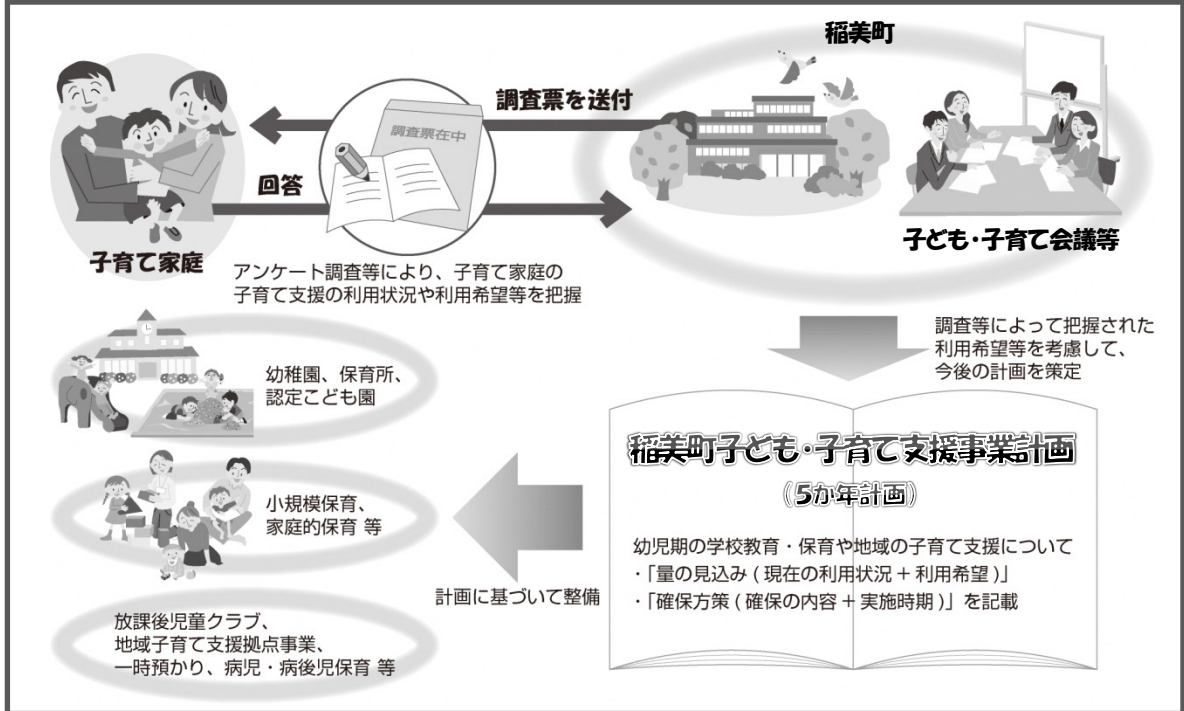 稲美町
調査票を送付
調査票在中
回答
子育て家庭
子ども・子育て会議等
アンケート調査等により、子育て家庭の
子育て支援の利用状況や利用希望等を把握
調査等によって把握された
利用希望等を考慮して、
今後の計画を策定
稲美町子ども・子育て支援事業計画
(5か年計画)
幼児期の学校教育・保育や地域の子育て支援について
・「量の見込み(現在の利用状況+利用希望)」
・「確保方策(確保の内容+実施時期)」を記載
計画に基づいて整備
幼稚園、保育所、
認定こども園
小規模保育、
家庭的保育 等
放課後児童クラブ、
地域子育て支援拠点事業、
一時預かり、病児・病後児保育 等